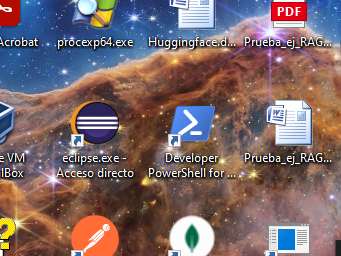 Acrobat
procexp64.exe
Huggingface.d...
PDF
Prueba_ej_RAG...
e VM
lBox
eclipse.exe -
Acceso directo
Developer
PowerShell for ...
Prueba_ej_RAG...